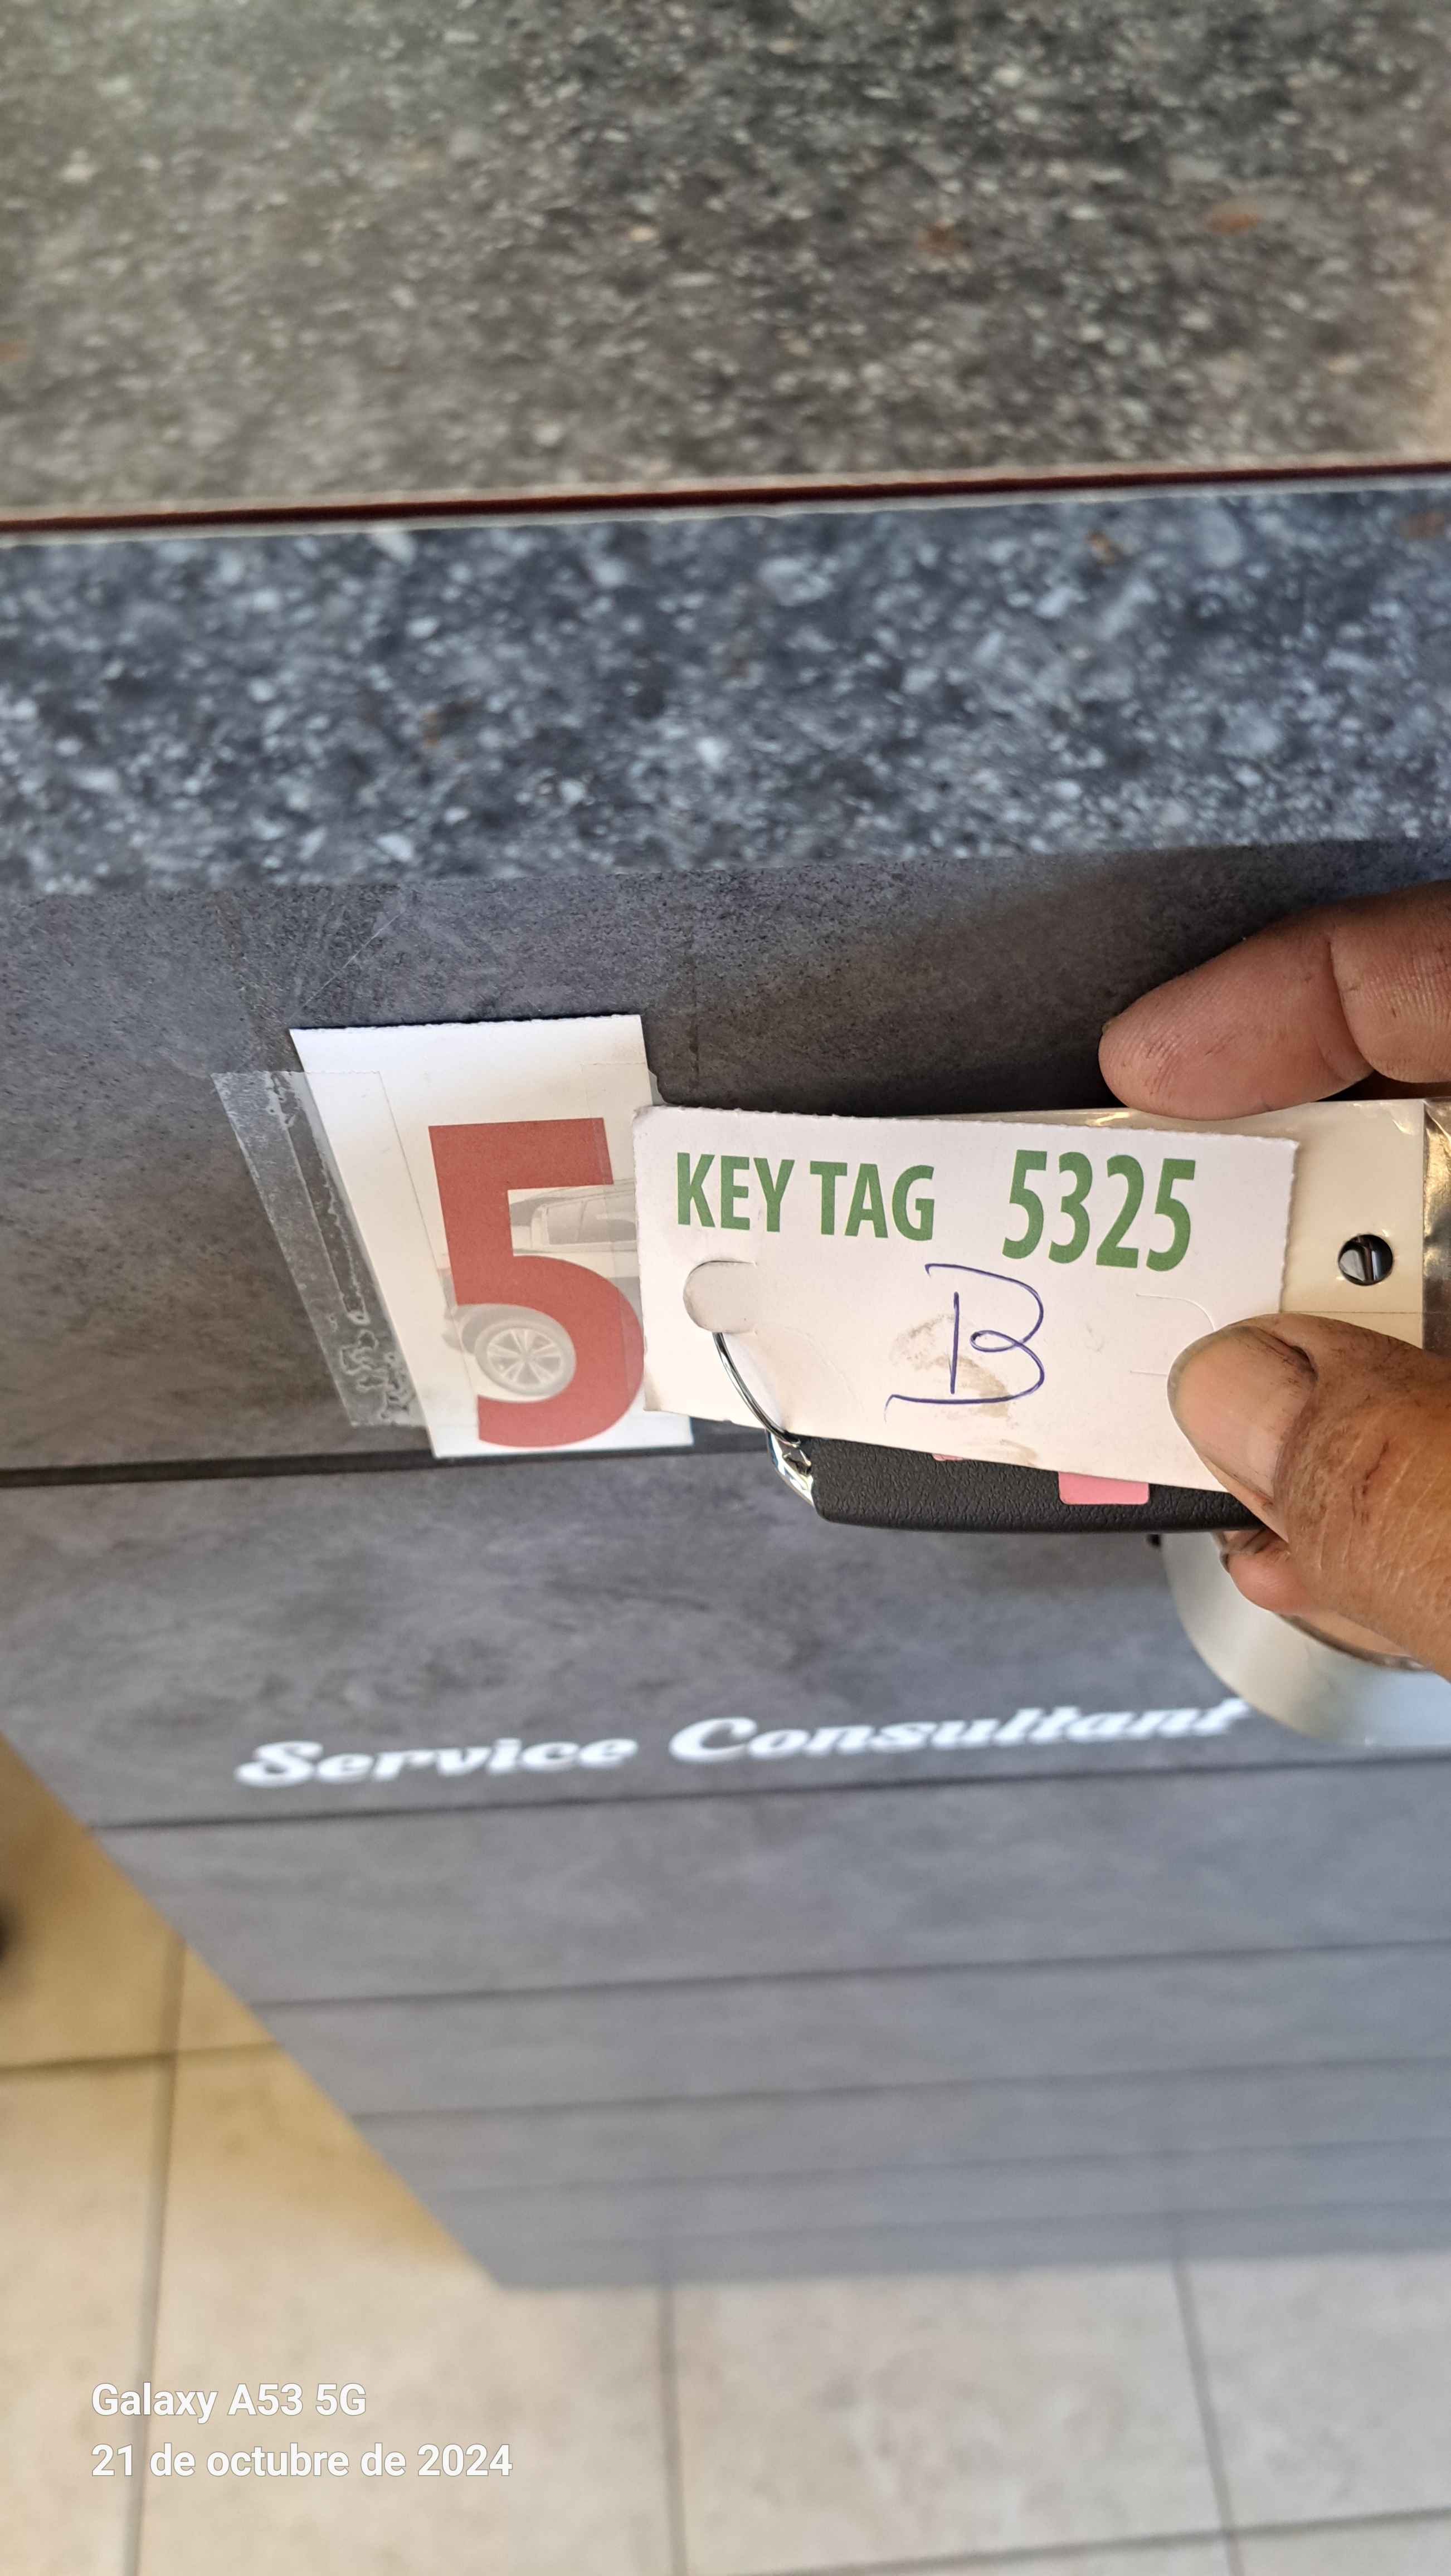 5
KEY TAG 5325
B
Service Consultant
Galaxy A53 5G
21 de octubre de 2024